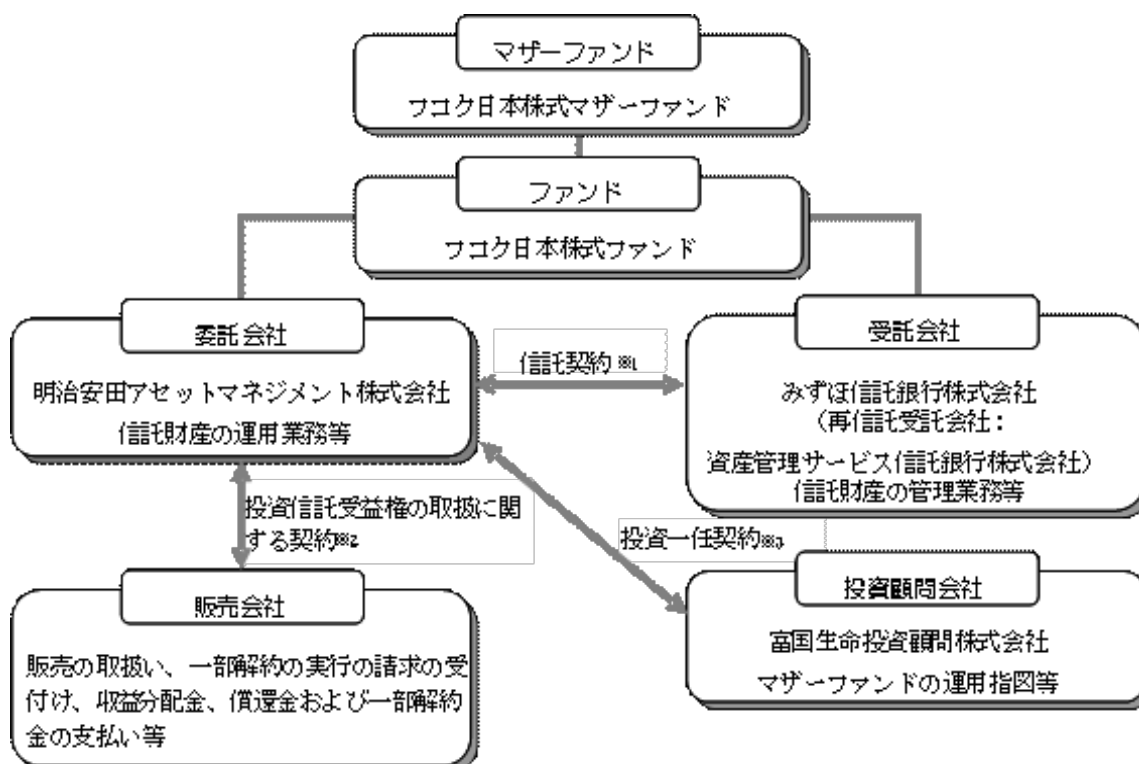 マザーファンド
フコク日本株式マザーファンド
ファンド
フコク日本株式ファンド
委託会社
明治安田アセットマネジメント株式会社
信託財産の運用業務等
信託契約※1
受託会社
みずほ信託銀行株式会社
(再信託受託会社:
資産管理サービス信託銀行株式会社)
信託財産の管理業務等
投資信託受益権の取扱に関
する契約※2
投資一任契約※3
販売会社
販売の取扱い、一部解約の実行の請求の受
付け、収益分配金、償還金および一部解約
金の支払い等
投資顧問会社
富国生命投資顧問株式会社
マザーファンドの運用指図等